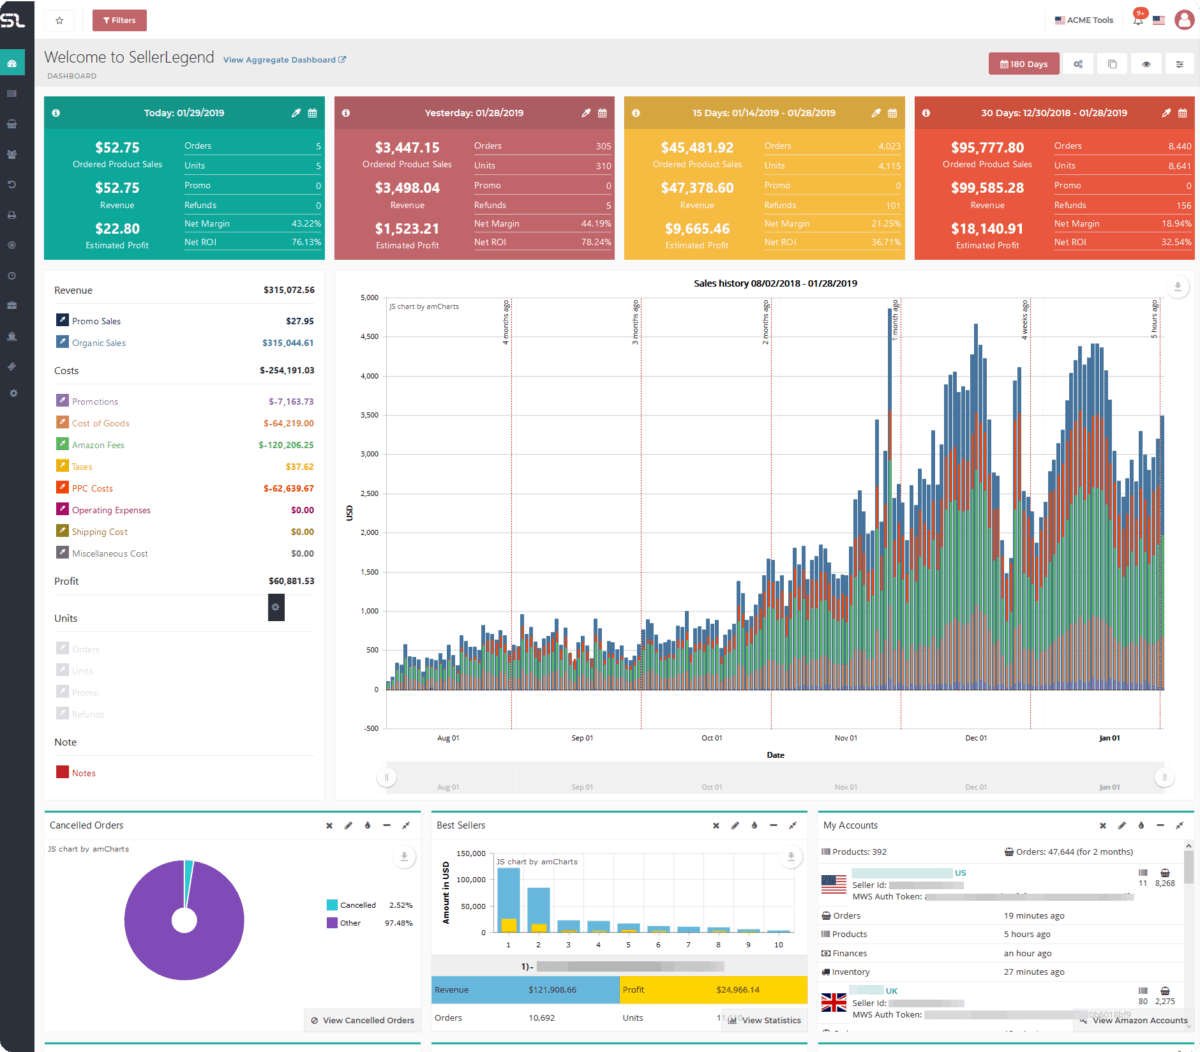 SL
Filters
ACME Tools
9+
Welcome to SellerLegend
View Aggregate Dashboard
DASHBOARD
180 Days
Today: 01/29/2019
$52.75
Ordered Product Sales
$52.75
Revenue
$22.80
Estimated Profit
Orders 5
Units 5
Promo 0
Refunds 0
Net Margin 43.22%
Net ROI 76.13%
Yesterday: 01/28/2019
$3,447.15
Ordered Product Sales
$3,498.04
Revenue
$1,523.21
Estimated Profit
Orders 305
Units 310
Promo 0
Refunds 5
Net Margin 44.19%
Net ROI 78.24%
15 Days: 01/14/2019 - 01/28/2019
$45,481.92
Ordered Product Sales
$47,378.60
Revenue
$9,665.46
Estimated Profit
Orders 4,023
Units 4,115
Promo 0
Refunds 101
Net Margin 21.25%
Net ROI 36.71%
30 Days: 12/30/2018 - 01/28/2019
$95,777.80
Ordered Product Sales
$99,585.28
Revenue
$18,140.91
Estimated Profit
Orders 8,440
Units 8,641
Promo 0
Refunds 156
Net Margin 18.94%
Net ROI 32.54%
Revenue $315,072.56
Promo Sales $27.95
Organic Sales $315,044.61
Costs $-254,191.03
Promotions $-7,163.73
Cost of Goods $-64,219.00
Amazon Fees $-120,206.25
Taxes $37.62
PPC Costs $-62,639.67
Operating Expenses $0.00
Shipping Cost $0.00
Miscellaneous Cost $0.00
Profit $60,881.53
Units
Orders
Units
Promo
Refunds
Note
Notes
Sales history 08/02/2018 - 01/28/2019
JS chart by amCharts
5,000
4,500
4,000
3,500
3,000
2,500
2,000
1,500
1,000
500
0
-500
USD
4 months ago
3 months ago
2 months ago
1 month ago
4 weeks ago
5 hours ago
Aug 01 Sep 01 Oct 01 Nov 01 Dec 01 Jan 01
Date
Aug 01 Sep 01 Oct 01 Nov 01 Dec 01 Jan 01
Cancelled Orders
JS chart by amCharts
Cancelled 2.52%
Other 97.48%
View Cancelled Orders
Best Sellers
JS chart by amCharts
Amount in USD
150,000
100,000
50,000
0
1 2 3 4 5 6 7 8 9 10
1)-
Revenue $121,908.66 Profit $24,966.14
Orders 10,692 Units
View Statistics
My Accounts
Products: 392 Orders: 47,644 (for 2 months)
US
Seller Id:
MWS Auth Token:
11 8,268
Orders 19 minutes ago
Products 5 hours ago
Finances an hour ago
Inventory 27 minutes ago
UK
Seller Id:
MWS Auth Token:
80 2,275
View Amazon Accounts